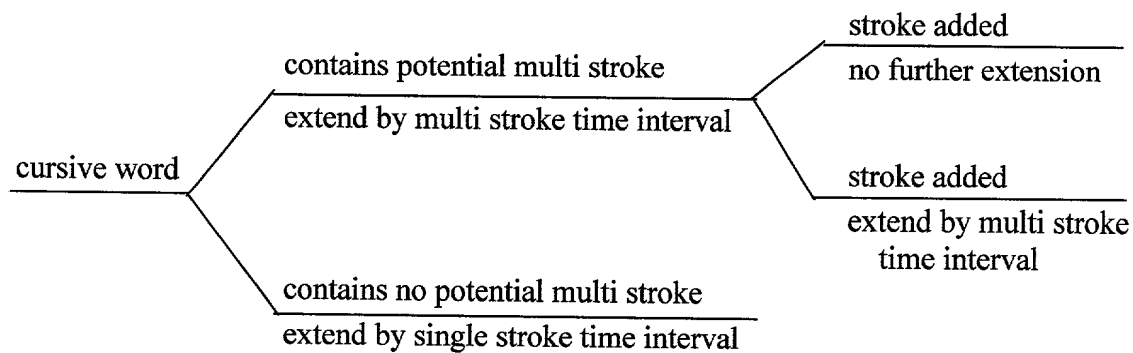 stroke added
no further extension
contains potential multi stroke
extend by multi stroke time interval
cursive word
stroke added
extend by multi stroke
time interval
contains no potential multi stroke
extend by single stroke time interval